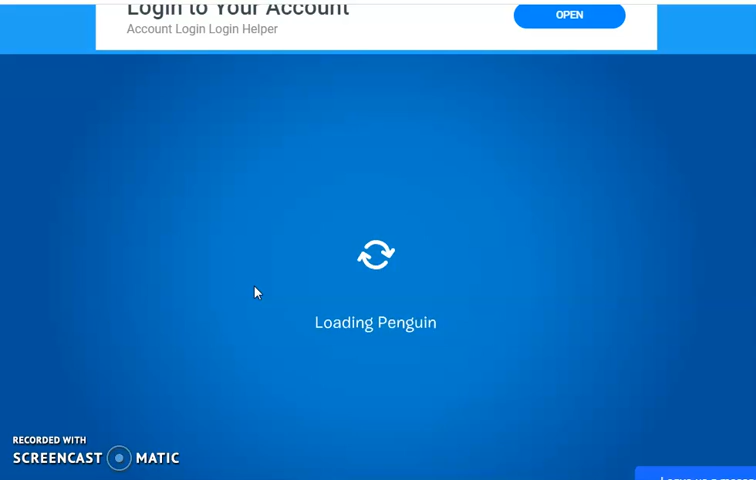 Login to Your Account
Account Login Login Helper
OPEN
Loading Penguin
RECORDED WITH
SCREENCAST MATIC